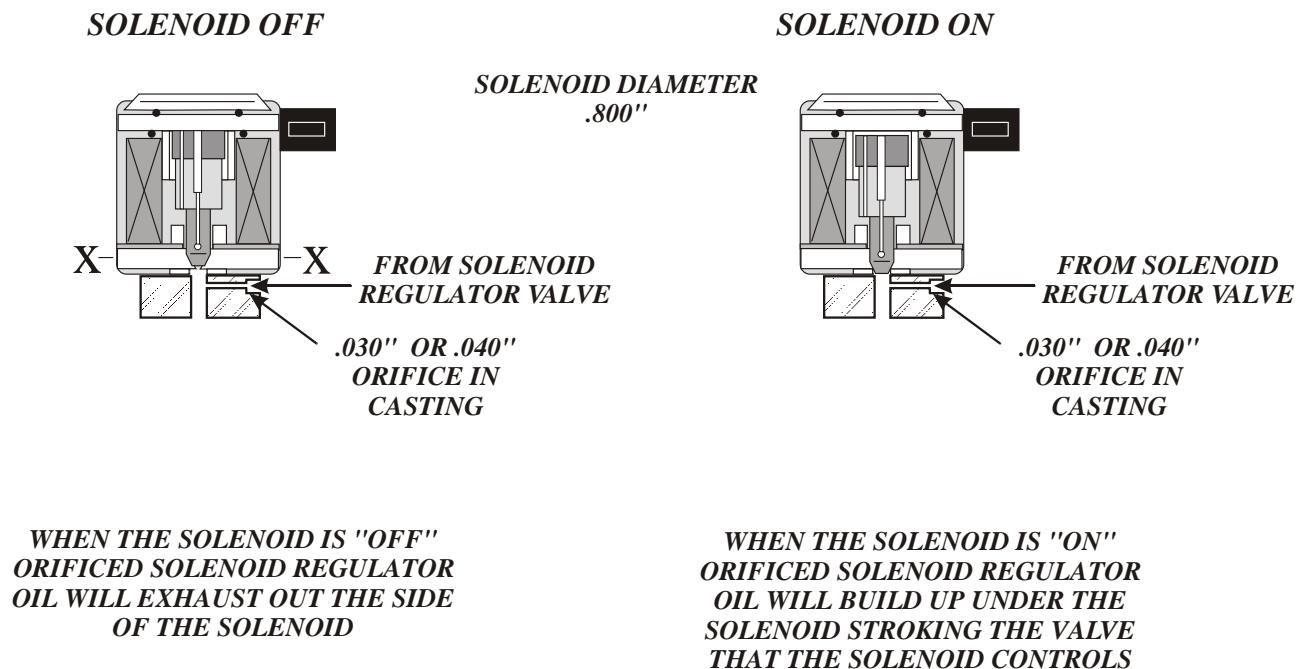 SOLENOID OFF
SOLENOID ON
SOLENOID DIAMETER
.800"
X
X
FROM SOLENOID
REGULATOR VALVE
.030" OR .040"
ORIFICE IN
CASTING
FROM SOLENOID
REGULATOR VALVE
.030" OR .040"
ORIFICE IN
CASTING
WHEN THE SOLENOID IS "OFF"
ORIFICED SOLENOID REGULATOR
OIL WILL EXHAUST OUT THE SIDE
OF THE SOLENOID
WHEN THE SOLENOID IS "ON"
ORIFICED SOLENOID REGULATOR
OIL WILL BUILD UP UNDER THE
SOLENOID STROKING THE VALVE
THAT THE SOLENOID CONTROLS